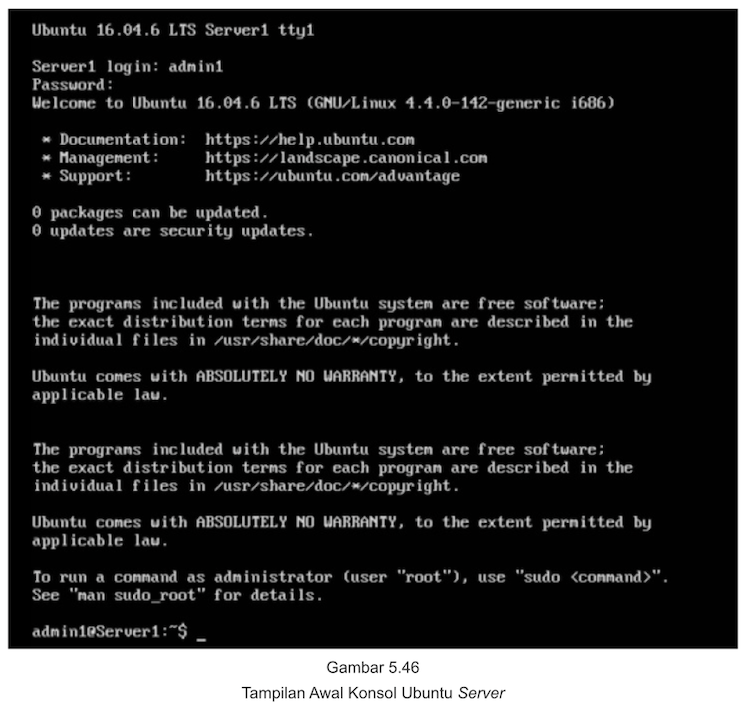 Ubuntu 16.04.6 LTS Server1 tty1
Server1 login: admin1
Password:
Welcome to Ubuntu 16.04.6 LTS (GNU/Linux 4.4.0-142-generic i686)
* Documentation: https://help.ubuntu.com
* Management: https://landscape.canonical.com
* Support: https://ubuntu.com/advantage
0 packages can be updated.
0 updates are security updates.
The programs included with the Ubuntu system are free software;
the exact distribution terms for each program are described in the
individual files in /usr/share/doc/*/copyright.
Ubuntu comes with ABSOLUTELY NO WARRANTY, to the extent permitted by
applicable law.
The programs included with the Ubuntu system are free software;
the exact distribution terms for each program are described in the
individual files in /usr/share/doc/*/copyright.
Ubuntu comes with ABSOLUTELY NO WARRANTY, to the extent permitted by
applicable law.
To run a command as administrator (user "root"), use "sudo <command>".
See "man sudo_root" for details.
admin1@Server1:~$ _
Gambar 5.46
Tampilan Awal Konsol Ubuntu Server